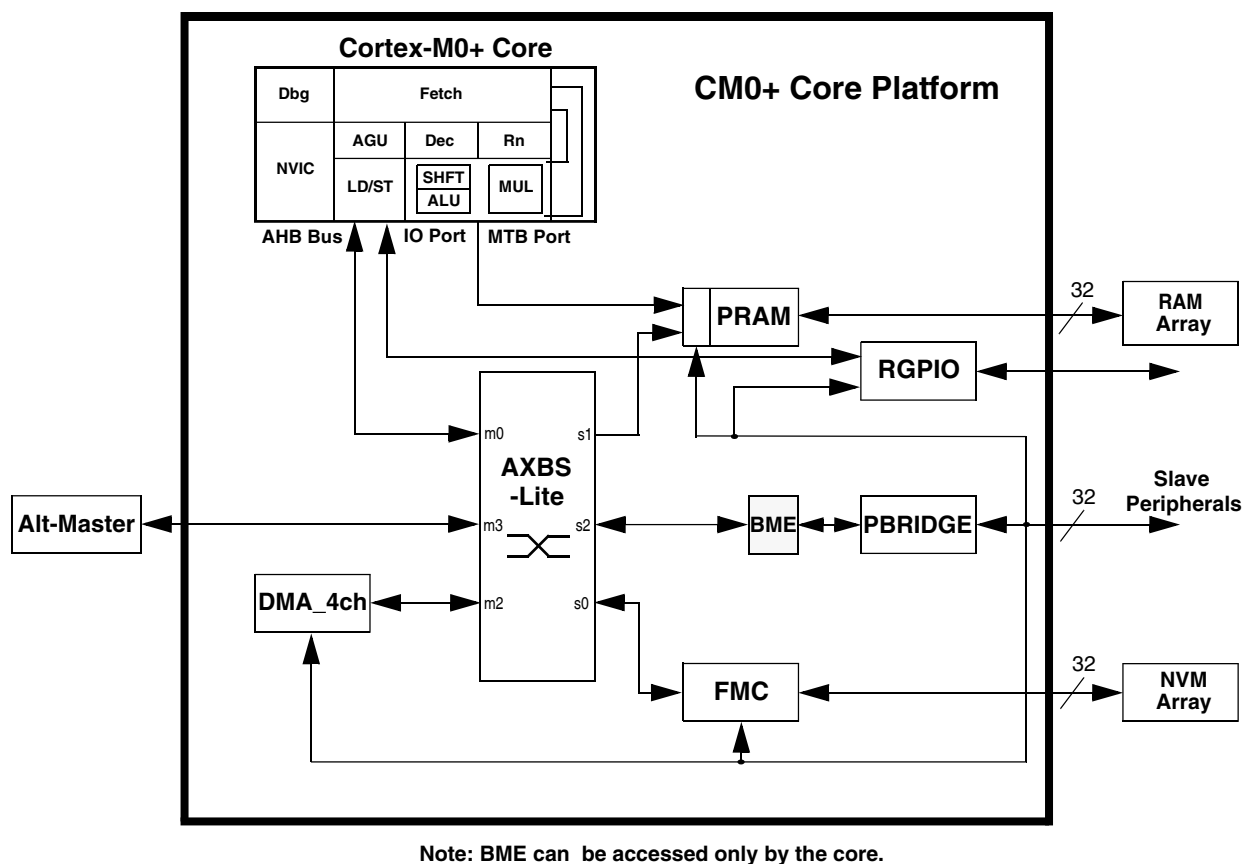 Cortex-M0+ Core
CM0+ Core Platform
Dbg
Fetch
AGU
Dec
Rn
NVIC
LD/ST
SHFT
ALU
MUL
AHB Bus
IO Port
MTB Port
PRAM
32
RAM
Array
RGPIO
m0
s1
AXBS
-Lite
Alt-Master
m3
s2
BME
PBRIDGE
32
Slave
Peripherals
DMA_4ch
m2
s0
FMC
32
NVM
Array
Note: BME can  be accessed only by the core.